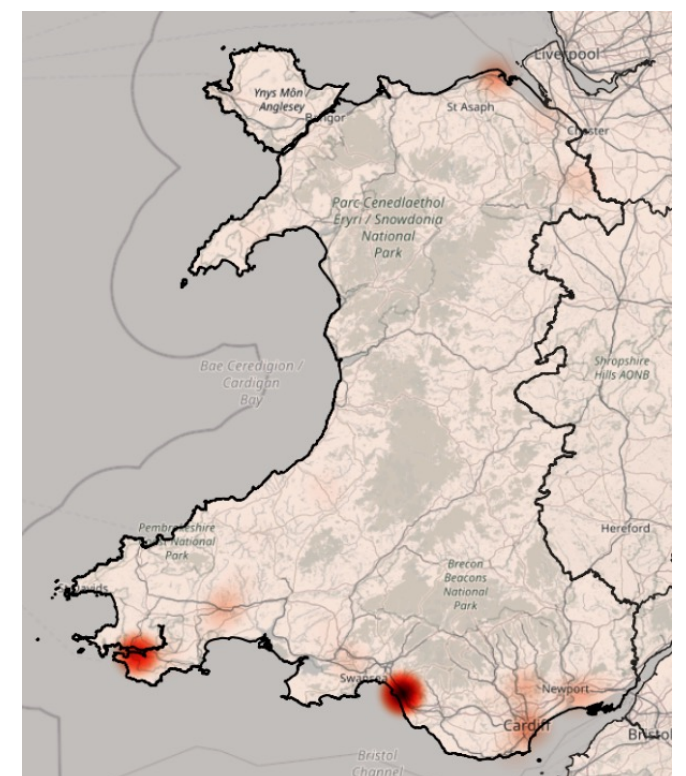 Liverpool
Ynys Môn /
Anglesey
Bangor
St Asaph
Chester
Parc Cenedlaethol
Eryri / Snowdonia
National
Park
Bae Ceredigion /
Cardigan
Bay
Shropshire
Hills AONB
Hereford
Pembrokeshire
National
Park
Brecon
Beacons
National
Park
Swansea
Newport
Cardiff
Bristol
Bristol
Channel